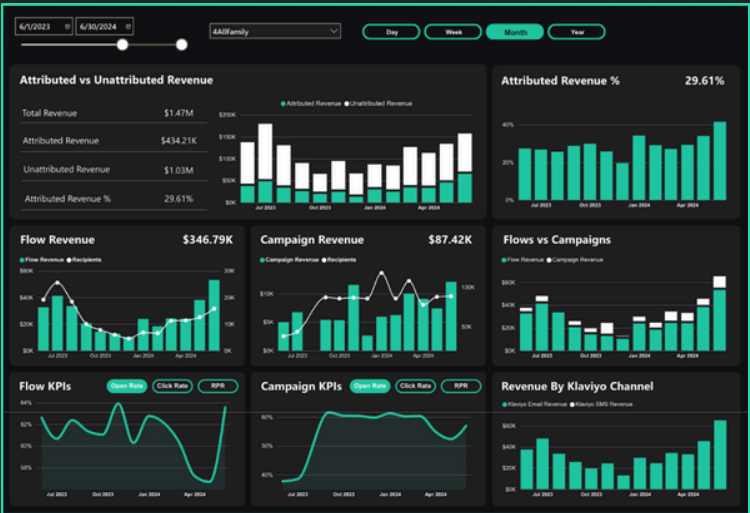 6/1/2023 6/30/2024 4AllFamily Day Week Month Year
Attributed vs Unattributed Revenue
Total Revenue $1.47M
Attributed Revenue $434.21K
Unattributed Revenue $1.03M
Attributed Revenue % 29.61%
Attributed Revenue Unattributed Revenue
$200K
$150K
$100K
$50K
$0K
Jul 2023 Oct 2023 Jan 2024 Apr 2024
Attributed Revenue % 29.61%
40%
20%
0%
Jul 2023 Oct 2023 Jan 2024 Apr 2024
Flow Revenue $346.79K
Flow Revenue Recipients
$60K 30K
$40K 20K
$20K 10K
$0K 0K
Jul 2023 Oct 2023 Jan 2024 Apr 2024
Campaign Revenue $87.42K
Campaign Revenue Recipients
$10K 100K
$5K 50K
$0K
Jul 2023 Oct 2023 Jan 2024 Apr 2024
Flows vs Campaigns
Flow Revenue Campaign Revenue
$60K
$40K
$20K
$0K
Jul 2023 Oct 2023 Jan 2024 Apr 2024
Flow KPIs Open Rate Click Rate RPR
64%
62%
60%
58%
Jul 2023 Oct 2023 Jan 2024 Apr 2024
Campaign KPIs Open Rate Click Rate RPR
60%
50%
40%
Jul 2023 Oct 2023 Jan 2024 Apr 2024
Revenue By Klaviyo Channel
Klaviyo Email Revenue Klaviyo SMS Revenue
$60K
$40K
$20K
$0K
Jul 2023 Oct 2023 Jan 2024 Apr 2024